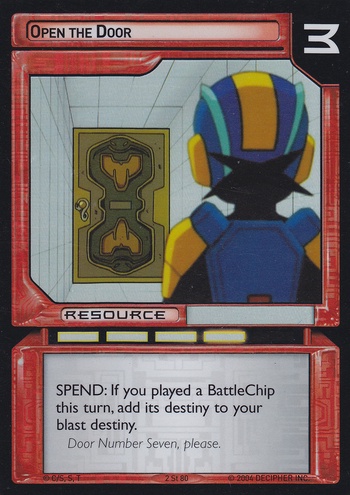 OPEN THE DOOR
3
RESOURCE
SPEND: If you played a BattleChip
this turn, add its destiny to your
blast destiny.
Door Number Seven, please.
© C/S, S, T
2 St 80
© 2004 DECIPHER INC.